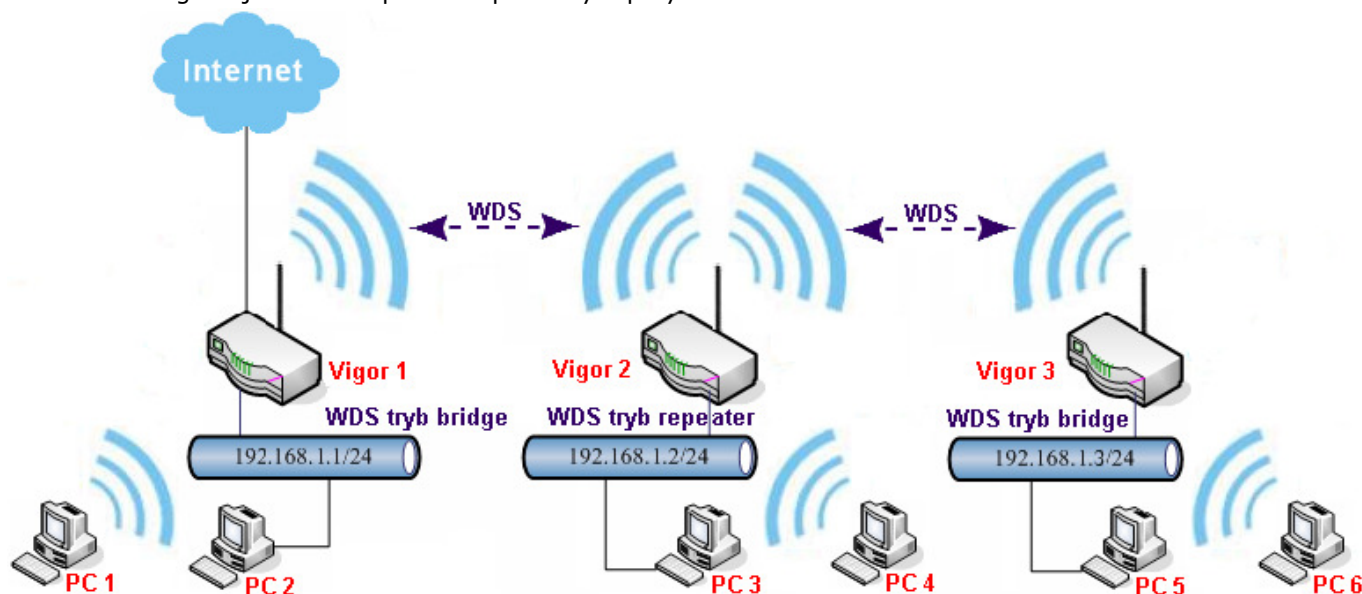 Internet
WDS
WDS
Vigor 1
Vigor 2
Vigor 3
WDS tryb bridge
WDS tryb repeater
WDS tryb bridge
192.168.1.1/24
192.168.1.2/24
192.168.1.3/24
PC 1
PC 2
PC 3
PC 4
PC 5
PC 6